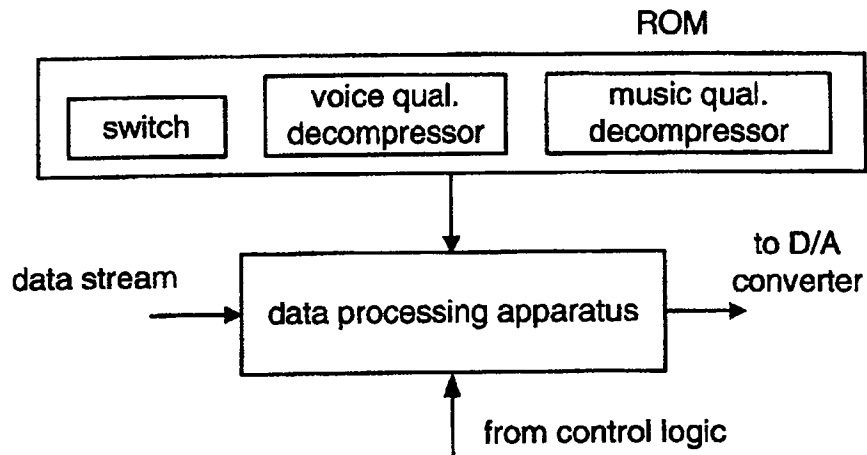 ROM
switch
voice qual.
decompressor
music qual.
decompressor
data stream
data processing apparatus
to D/A
converter
from control logic